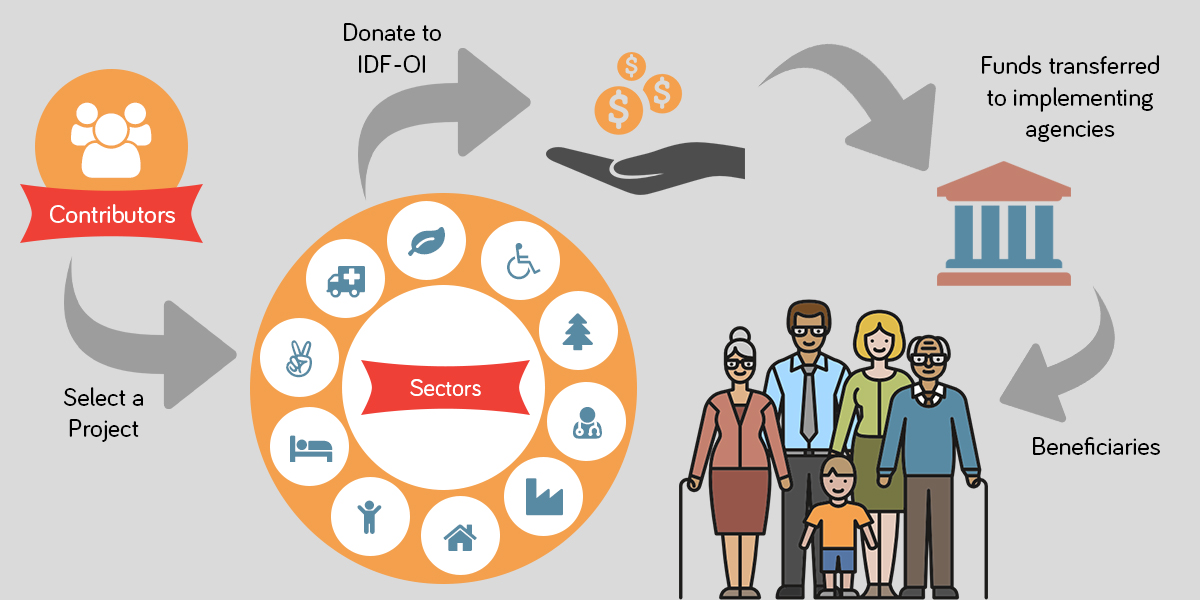 Contributors
Select a
Project
Sectors
Donate to
IDF-OI
$
$
$
Funds transferred
to implementing
agencies
Beneficiaries